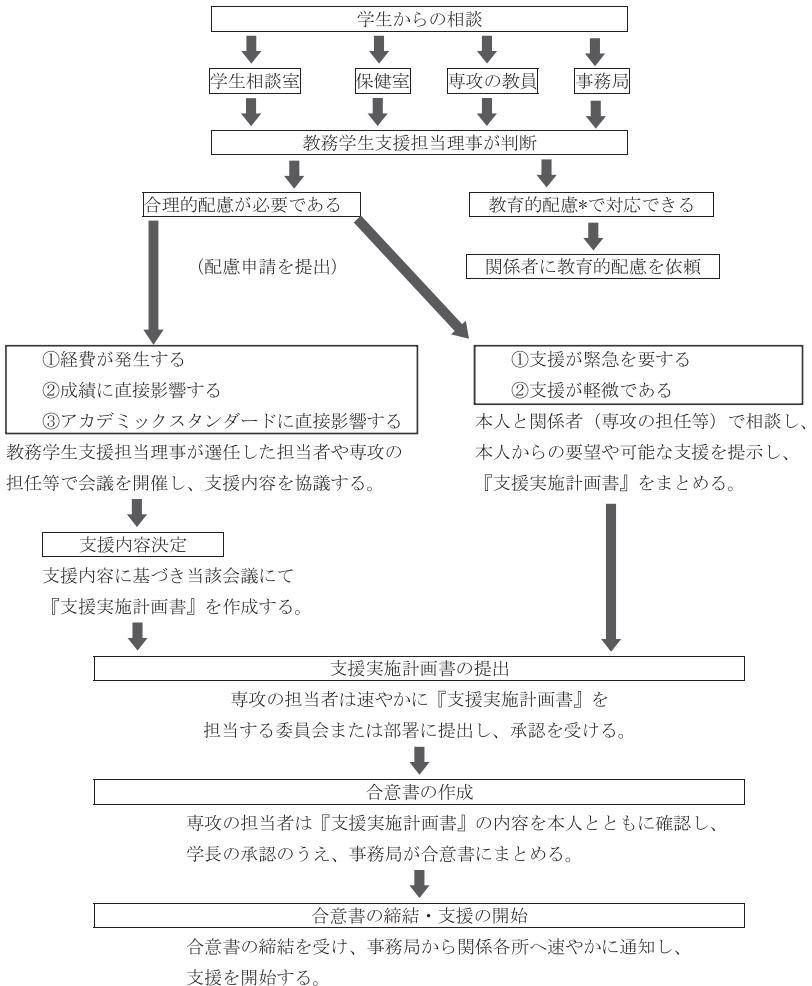 学生からの相談
学生相談室
保健室
専攻の教員
事務局
教務学生支援担当理事が判断
合理的配慮が必要である
教育的配慮*で対応できる
(配慮申請を提出)
関係者に教育的配慮を依頼
①経費が発生する
②成績に直接影響する
③アカデミックスタンダードに直接影響する
教務学生支援担当理事が選任した担当者や専攻の
担任等で会議を開催し、支援内容を協議する。
①支援が緊急を要する
②支援が軽微である
本人と関係者(専攻の担任等)で相談し、
本人からの要望や可能な支援を提示し、
『支援実施計画書』をまとめる。
支援内容決定
支援内容に基づき当該会議にて
『支援実施計画書』を作成する。
支援実施計画書の提出
専攻の担当者は速やかに『支援実施計画書』を
担当する委員会または部署に提出し、承認を受ける。
合意書の作成
専攻の担当者は『支援実施計画書』の内容を本人とともに確認し、
学長の承認のうえ、事務局が合意書にまとめる。
合意書の締結・支援の開始
合意書の締結を受け、事務局から関係各所へ速やかに通知し、
支援を開始する。